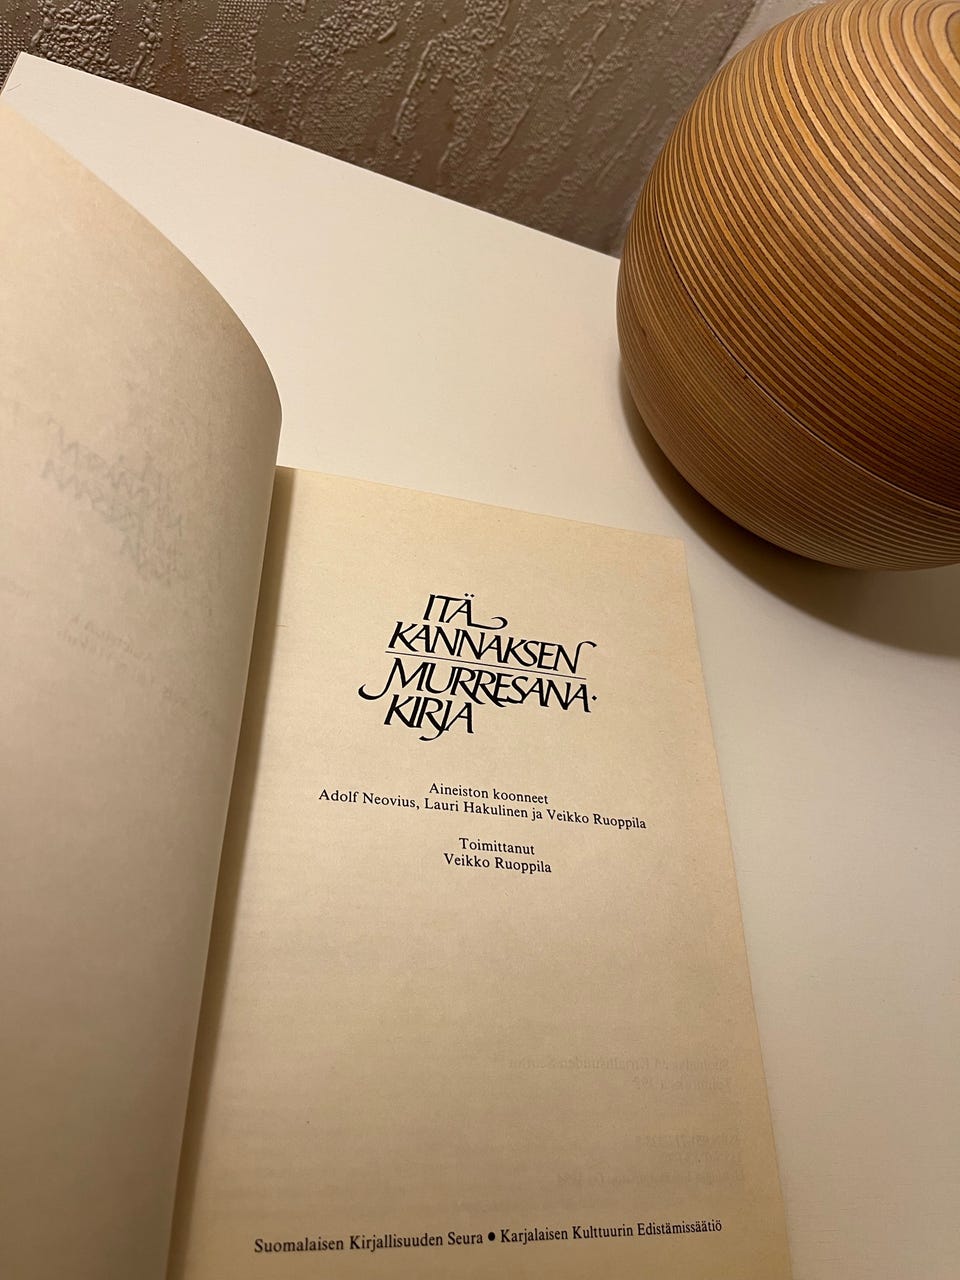 ITÄ
KANNAKSEN
MURRESANA-
KIRJA
Aineiston koonneet
Adolf Neovius, Lauri Hakulinen ja Veikko Ruoppila
Toimittanut
Veikko Ruoppila
Suomalaisen Kirjallisuuden Seura ● Karjalaisen Kulttuurin Edistämissäätiö